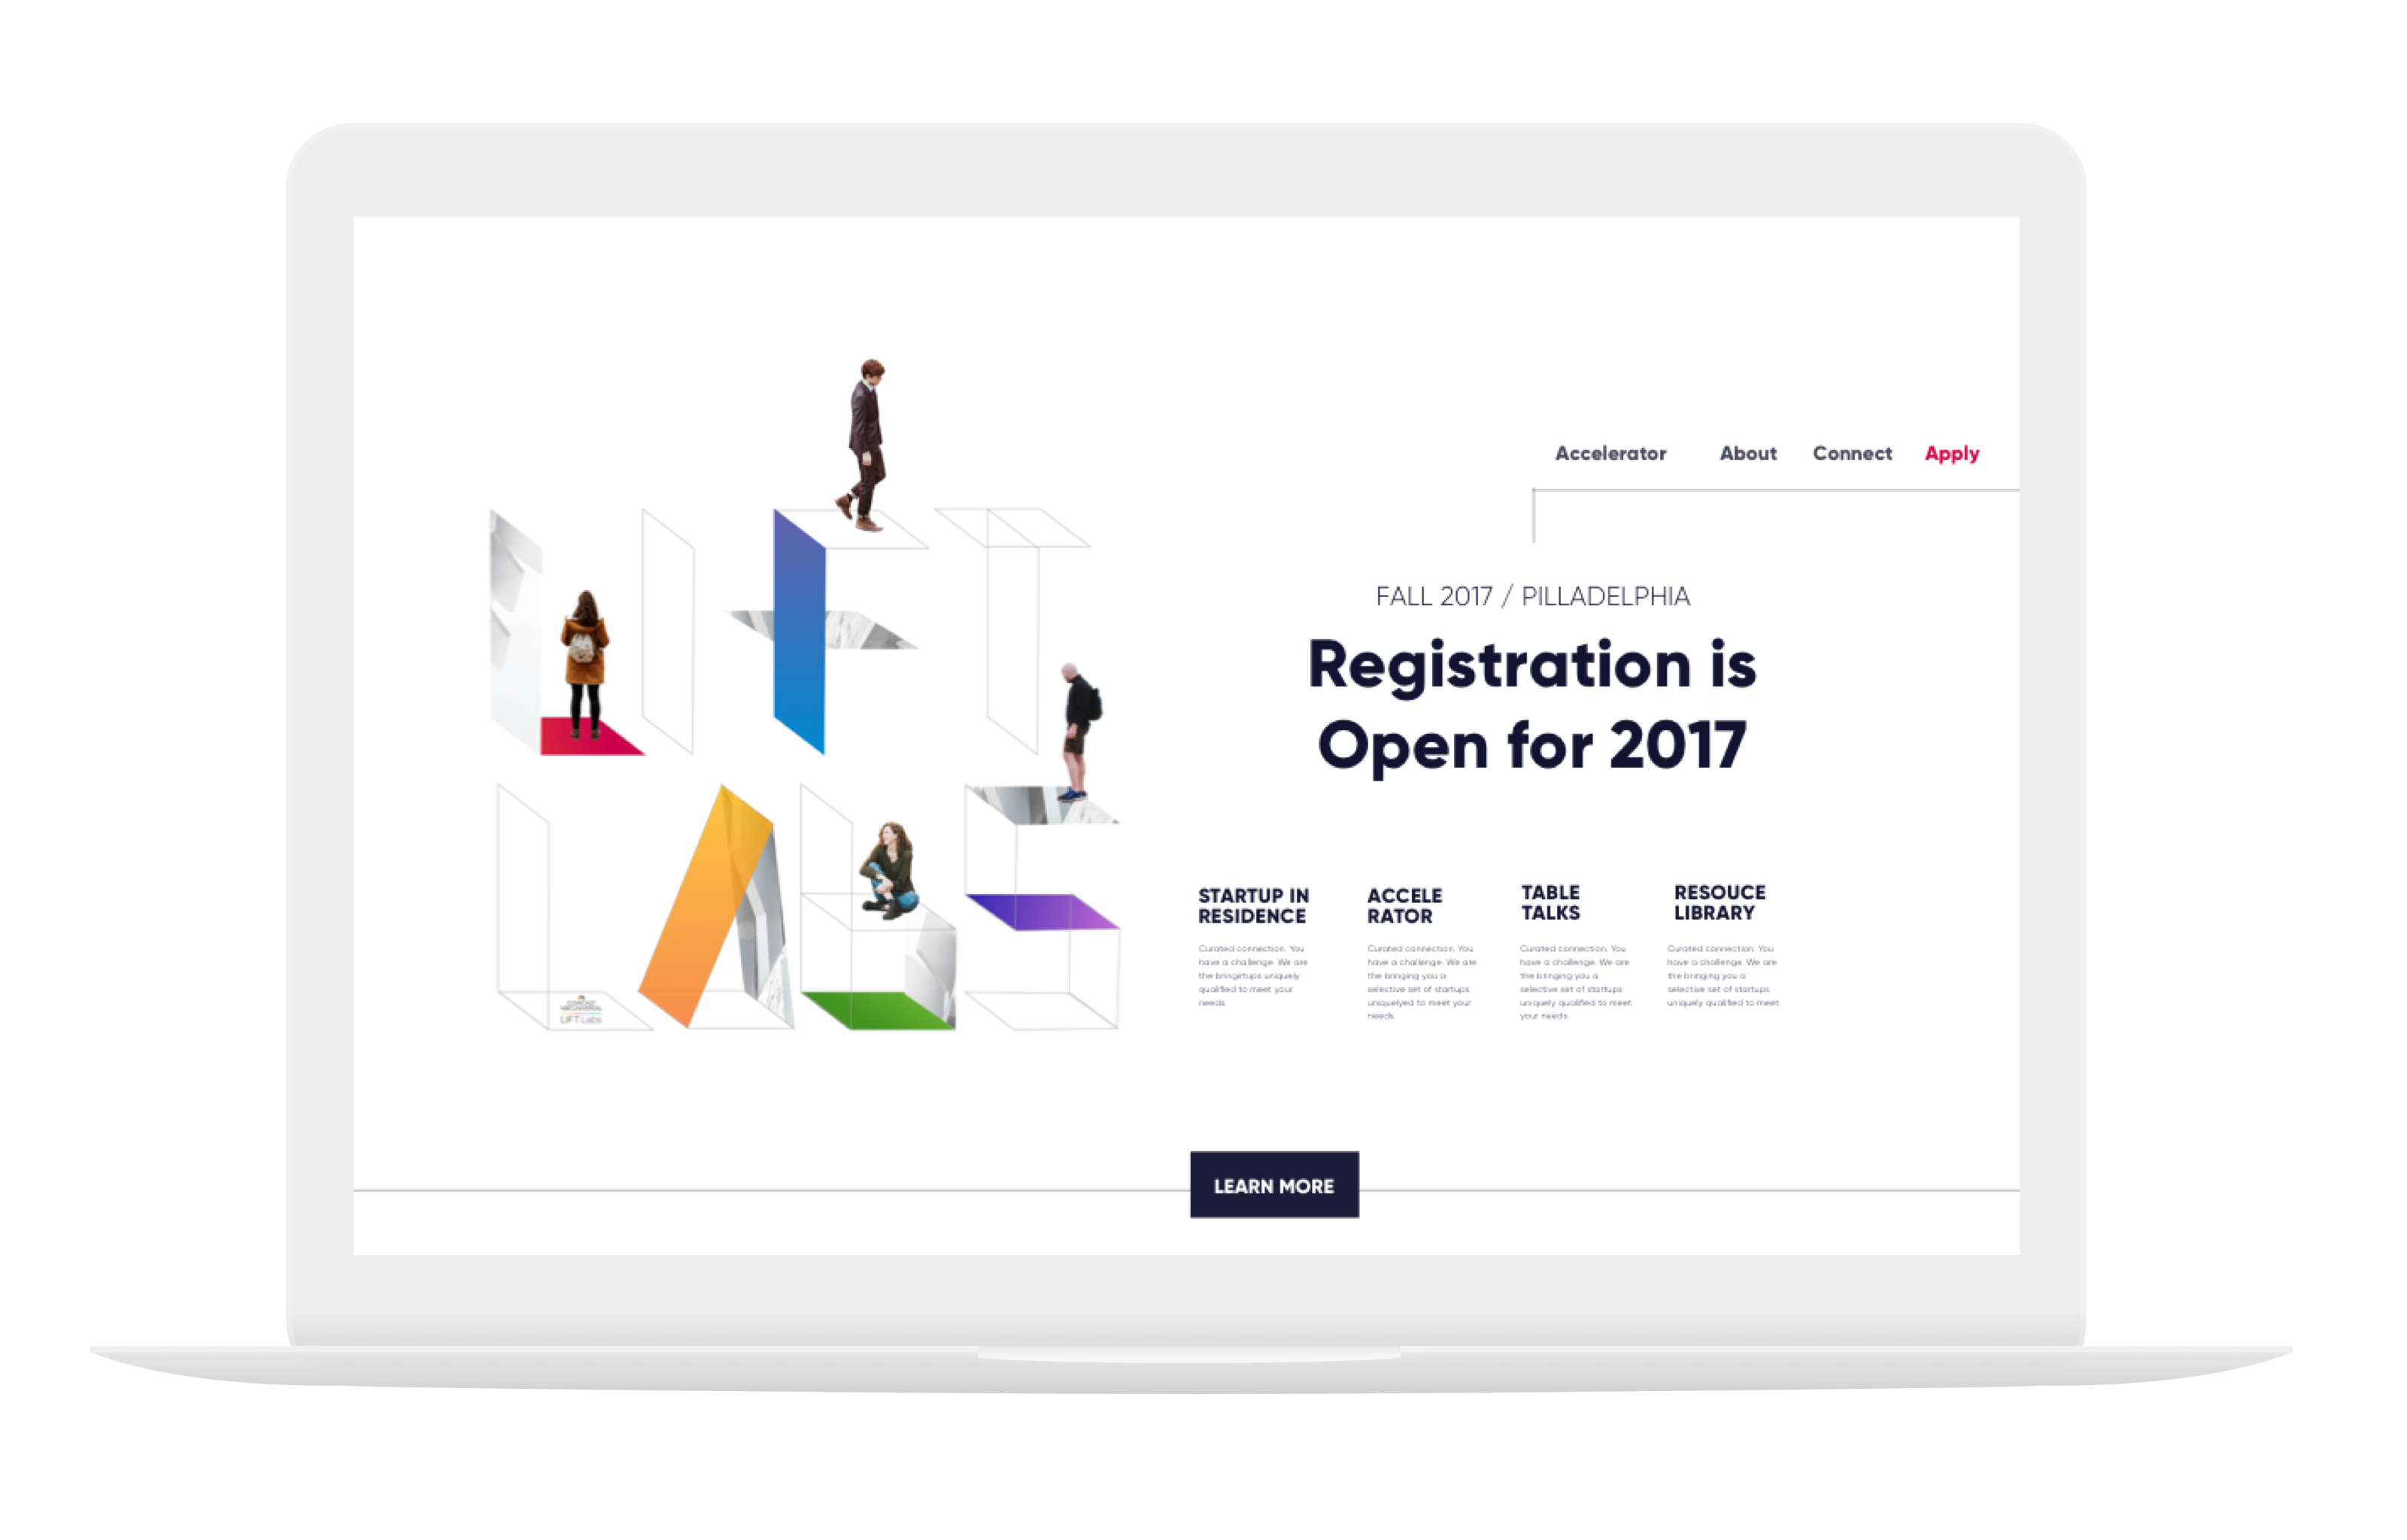 LIFT
LABS
COMCAST
NBCUNIVERSAL
LIFT Labs
Accelerator About Connect Apply
FALL 2017 / PILLADELPHIA
Registration is
Open for 2017
STARTUP IN
RESIDENCE
Curated connection. You
have a challenge. We are
the bringirtups uniquely
qualified to meet your
needs.
ACCELE
RATOR
Curated connection. You
have a challenge. We are
the bringing you a
selective set of startups
uniquelyed to meet your
needs.
TABLE
TALKS
Curated connection. You
have a challenge. We are
the bringing you a
selective set of startups
uniquely qualified to meet
your needs.
RESOUCE
LIBRARY
Curated connection. You
have a challenge. We are
the bringing you a
selective set of startups
uniquely qualified to meet
LEARN MORE